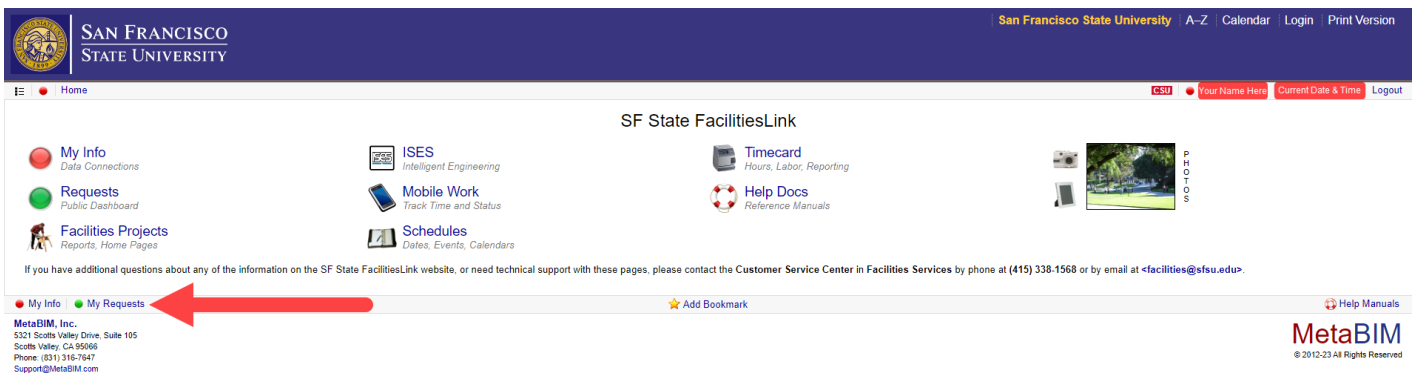 SAN FRANCISCO
STATE UNIVERSITY
San Francisco State University A–Z Calendar Login Print Version
Home CSU Your Name Here Current Date & Time Logout
SF State FacilitiesLink
My Info
Data Connections
ISES
Intelligent Engineering
Timecard
Hours, Labor, Reporting
Requests
Public Dashboard
Mobile Work
Track Time and Status
Help Docs
Reference Manuals
PHOTOS
Facilities Projects
Reports, Home Pages
Schedules
Dates, Events, Calendars
If you have additional questions about any of the information on the SF State FacilitiesLink website, or need technical support with these pages, please contact the Customer Service Center in Facilities Services by phone at (415) 338-1568 or by email at <facilities@sfsu.edu>.
My Info My Requests Add Bookmark Help Manuals
MetaBIM, Inc.
5321 Scotts Valley Drive, Suite 105
Scotts Valley, CA 95066
Phone: (831) 316-7647
Support@MetaBIM.com
MetaBIM
© 2012-23 All Rights Reserved